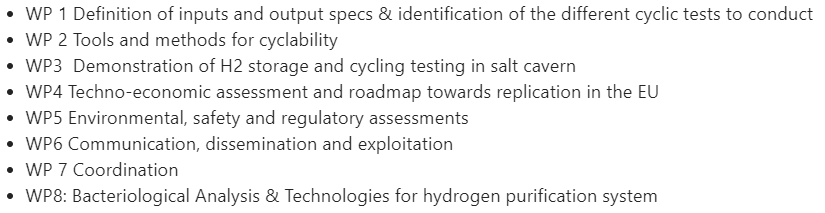 • WP 1 Definition of inputs and output specs & identification of the different cyclic tests to conduct
• WP 2 Tools and methods for cyclability
• WP3  Demonstration of H2 storage and cycling testing in salt cavern
• WP4 Techno-economic assessment and roadmap towards replication in the EU
• WP5 Environmental, safety and regulatory assessments
• WP6 Communication, dissemination and exploitation
• WP 7 Coordination
• WP8: Bacteriological Analysis & Technologies for hydrogen purification system